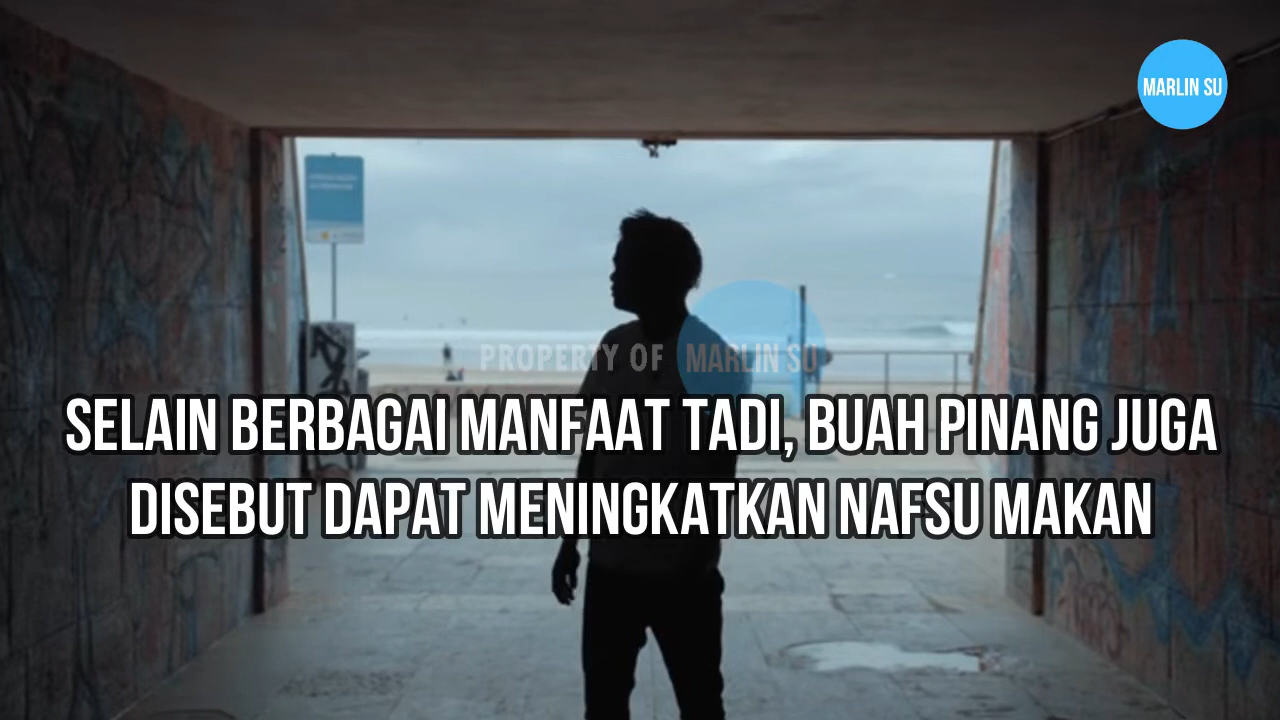 MARLIN SU
PROPERTY OF MARLIN SU
SELAIN BERBAGAI MANFAAT TADI, BUAH PINANG JUGA
DISEBUT DAPAT MENINGKATKAN NAFSU MAKAN